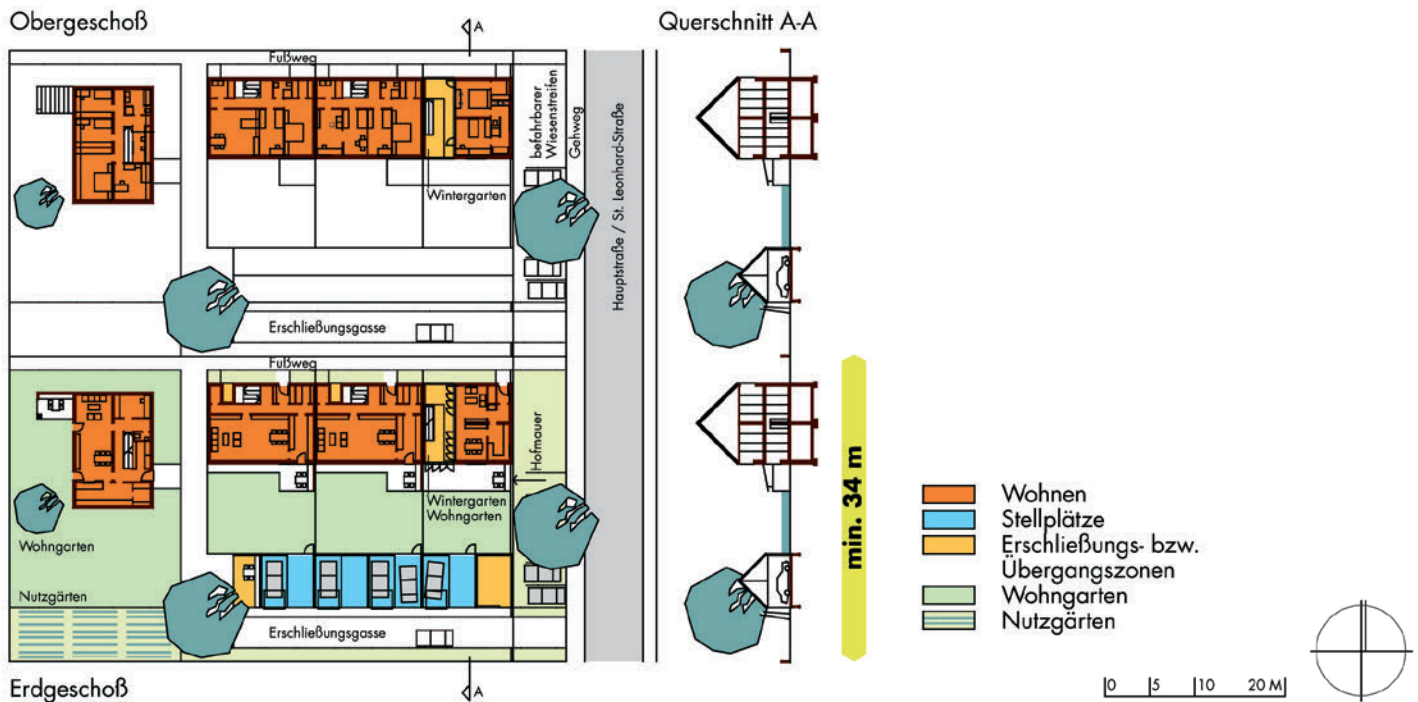 Obergeschoß
A
Querschnitt A-A
Fußweg
befahrbarer
Wiesenstreifen
Gehweg
Hauptstraße / St. Leonhard-Straße
Wintergarten
Erschließungsgasse
Fußweg
Hofmauer
Wintergarten
Wohngarten
Wohngarten
Nutzgärten
Erschließungsgasse
min. 34 m
Wohnen
Stellplätze
Erschließungs- bzw.
Übergangszonen
Wohngarten
Nutzgärten
Erdgeschoß
A
0 5 10 20 M